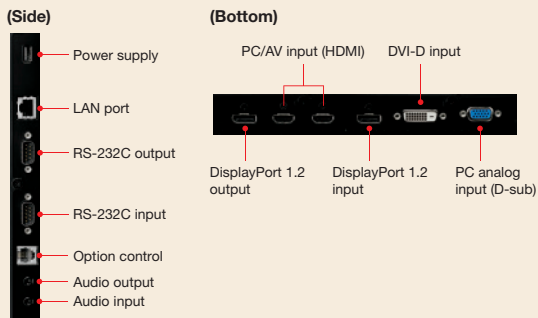 (Side)
Power supply
LAN port
RS-232C output
RS-232C input
Option control
Audio output
Audio input
(Bottom)
PC/AV input (HDMI)
DVI-D input
DisplayPort 1.2
output
DisplayPort 1.2
input
PC analog
input (D-sub)